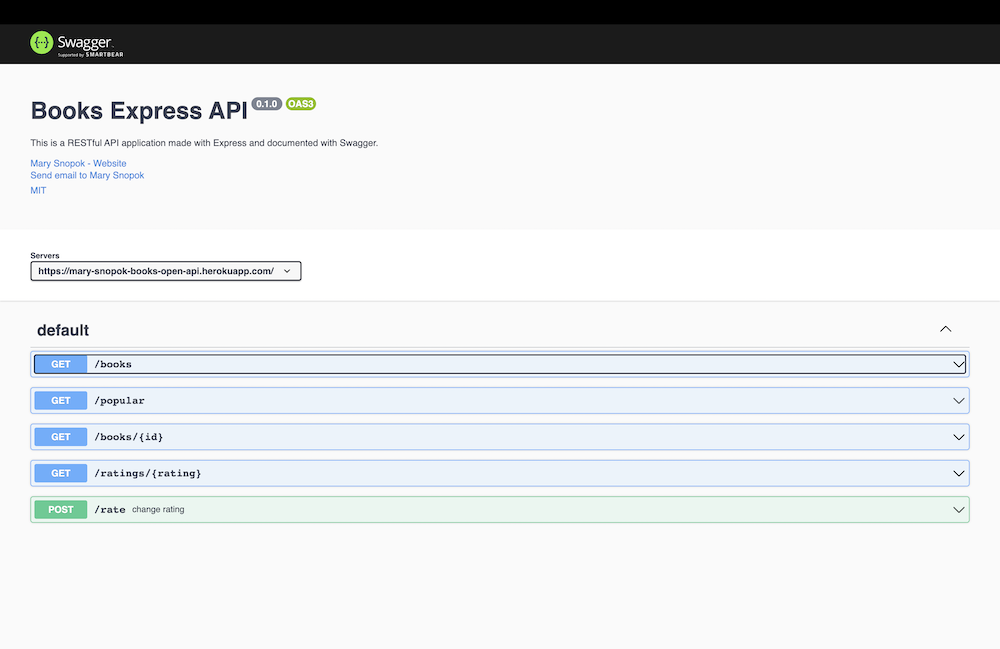 Swagger.
Supported by SMARTBEAR
Books Express API 0.1.0 OAS3
This is a RESTful API application made with Express and documented with Swagger.
Mary Snopok - Website
Send email to Mary Snopok
MIT
Servers
https://mary-snopok-books-open-api.herokuapp.com/
default
GET /books
GET /popular
GET /books/{id}
GET /ratings/{rating}
POST /rate change rating